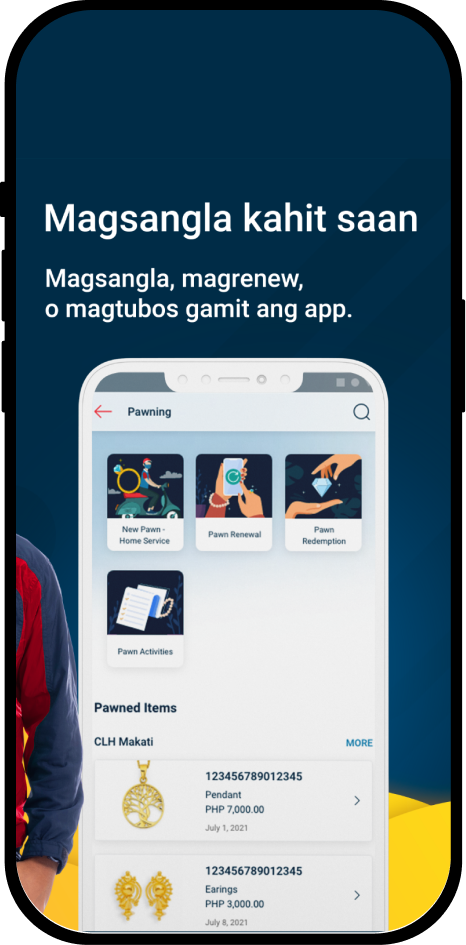 Magsangla kahit saan
Magsangla, magrenew,
o magtubos gamit ang app.
Pawning
New Pawn -
Home Service
Pawn Renewal
Pawn
Redemption
Pawn Activities
Pawned Items
CLH Makati
MORE
123456789012345
Pendant
PHP 7,000.00
July 1, 2021
123456789012345
Earings
PHP 3,000.00
July 8, 2021